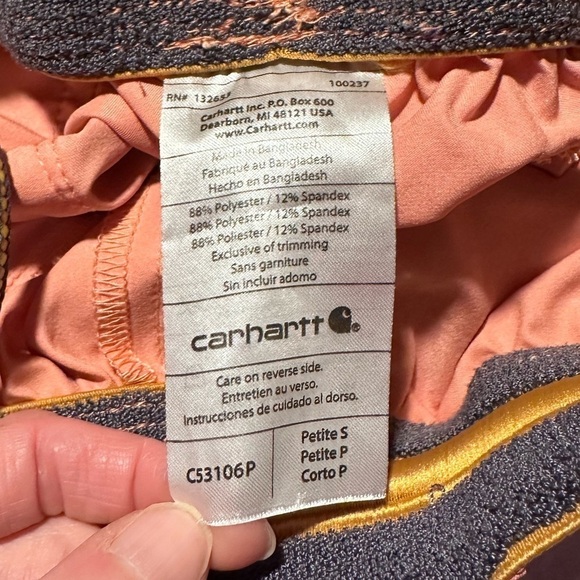 RN# 13265 100237
Carhartt Inc. P.O. Box 600
Dearborn, MI 48121 USA
www.Carhartt.com
Made in Bangladesh
Fabriqué au Bangladesh
Hecho en Bangladesh
88% Polyester / 12% Spandex
88% Polyester / 12% Spandex
88% Poliester / 12% Spandex
Exclusive of trimming
Sans garniture
Sin incluir adorno
carhartt
Care on reverse side.
Entretien au verso.
Instrucciones de cuidado al dorso.
C53106P
Petite S
Petite P
Corto P